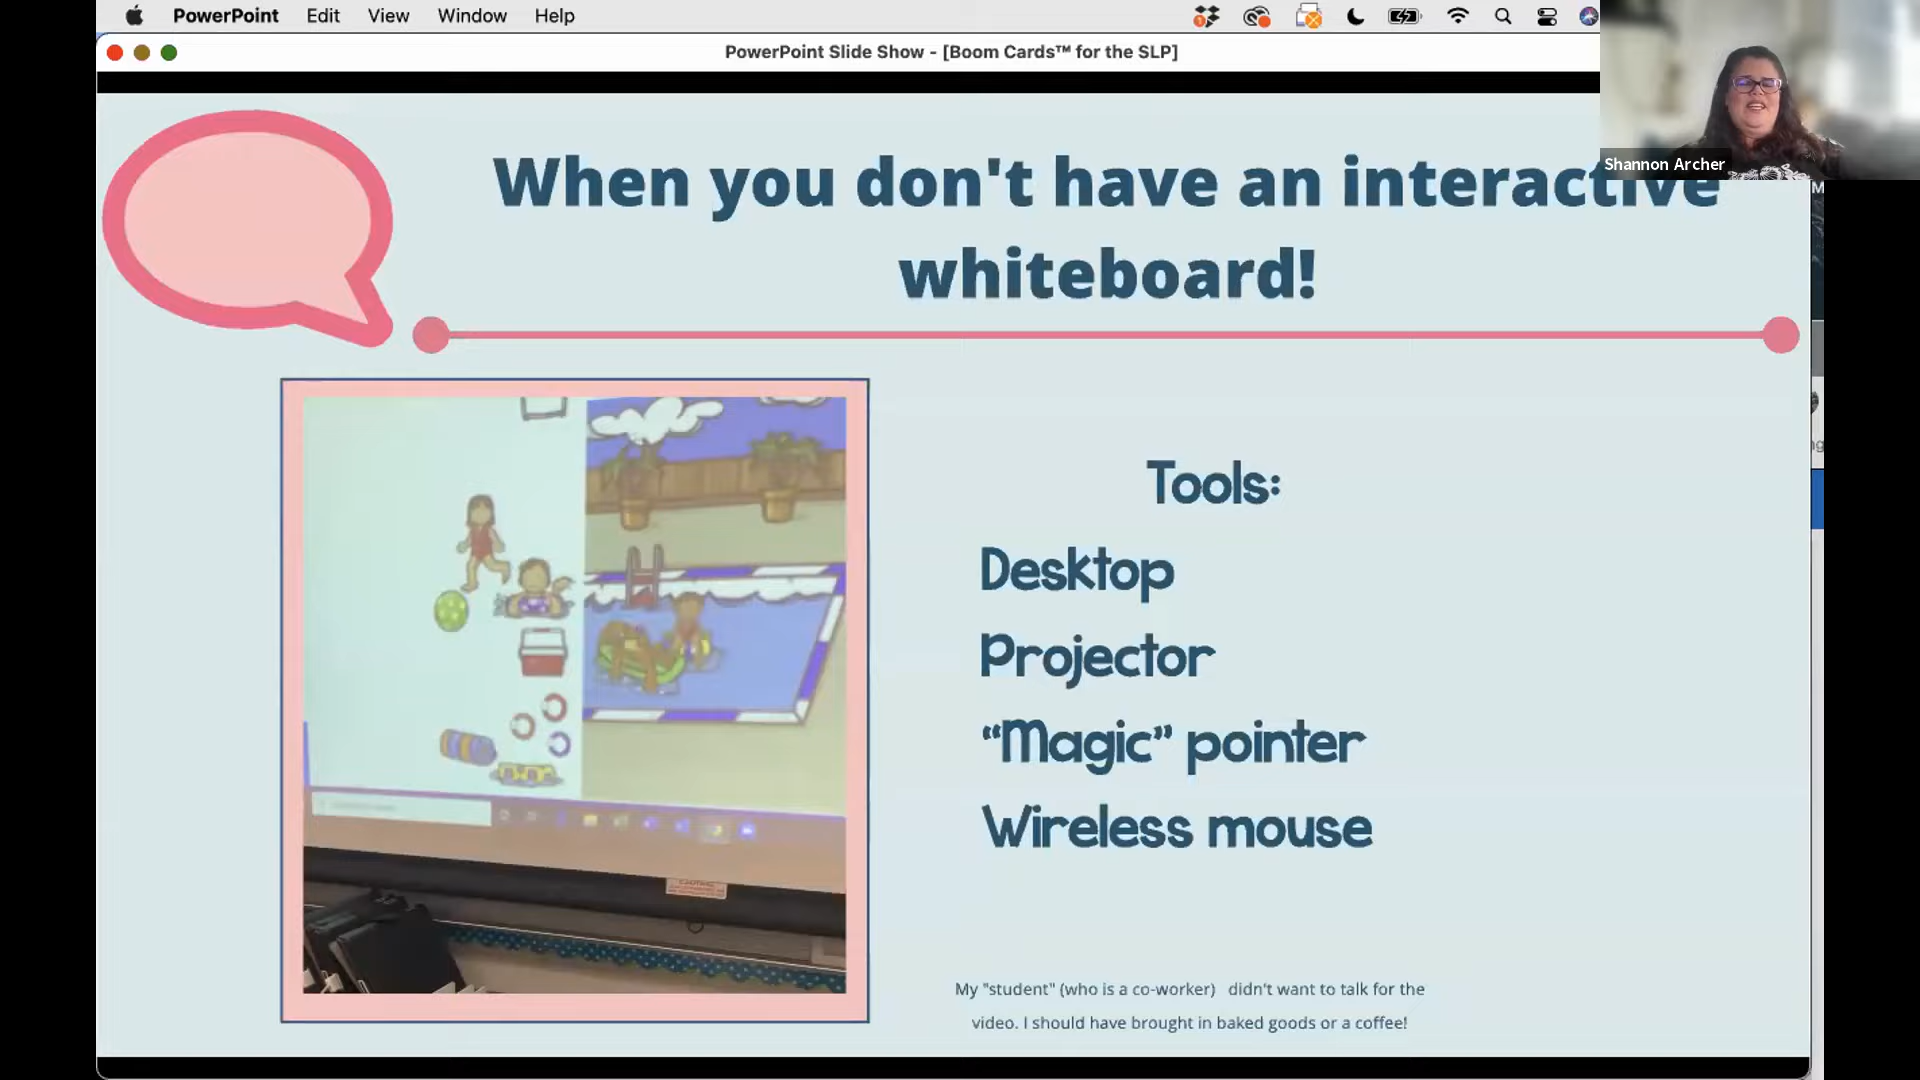 PowerPoint Edit View Window Help
PowerPoint Slide Show - [Boom Cards™ for the SLP]
Shannon Archer
When you don't have an interactive
whiteboard!
Tools:
Desktop
Projector
“Magic” pointer
Wireless mouse
My "student" (who is a co-worker) didn't want to talk for the
video. I should have brought in baked goods or a coffee!